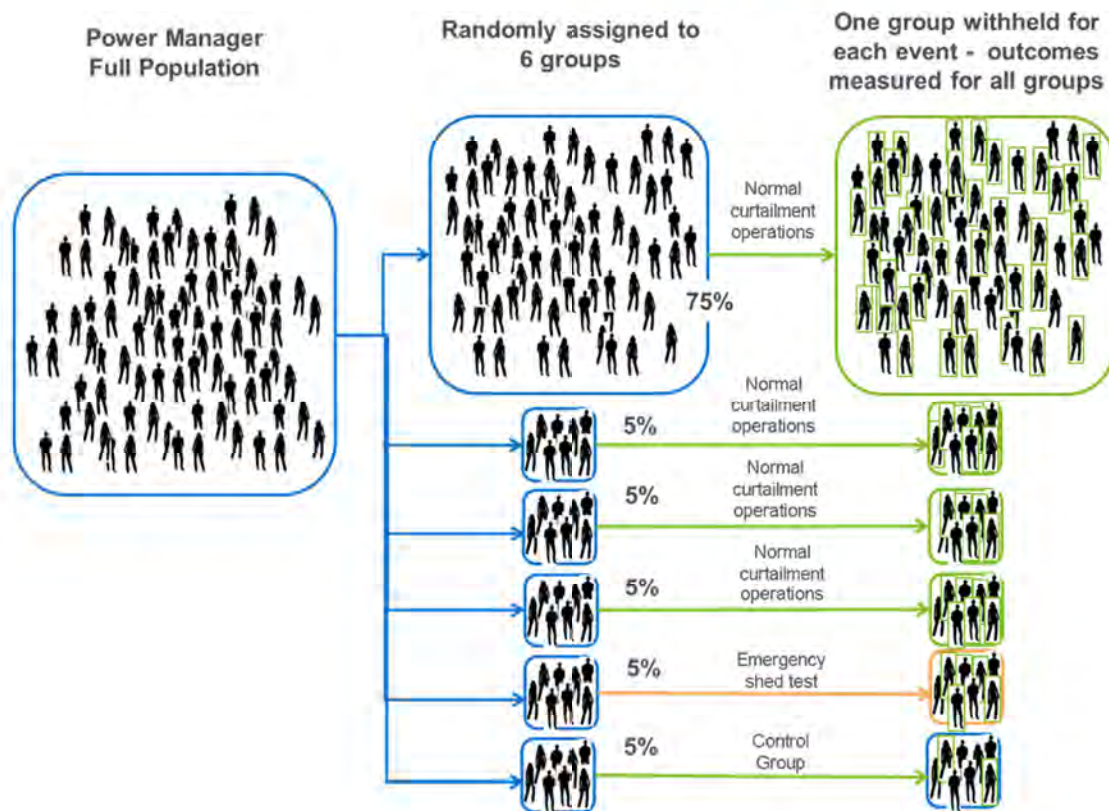 Power Manager
Full Population
Randomly assigned to
6 groups
One group withheld for
each event - outcomes
measured for all groups
Normal
curtailment
operations
75%
5%
Normal
curtailment
operations
5%
Normal
curtailment
operations
5%
Normal
curtailment
operations
5%
Emergency
shed test
5%
Control
Group